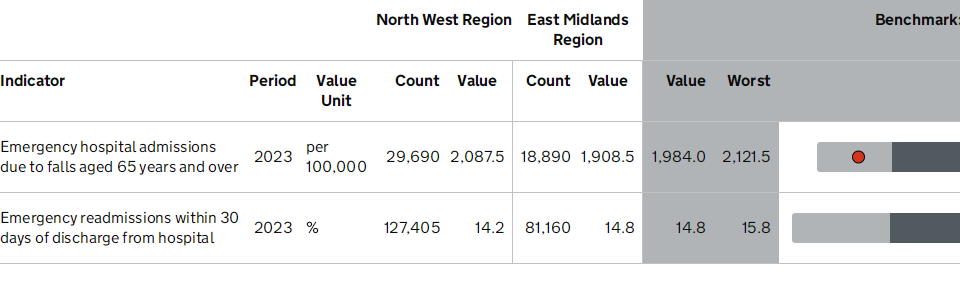 North West Region East Midlands Region Benchmark:
Indicator Period Value Unit Count Value Count Value Value Worst
Emergency hospital admissions
due to falls aged 65 years and over 2023 per 100,000 29,690 2,087.5 18,890 1,908.5 1,984.0 2,121.5
Emergency readmissions within 30
days of discharge from hospital 2023 % 127,405 14.2 81,160 14.8 14.8 15.8